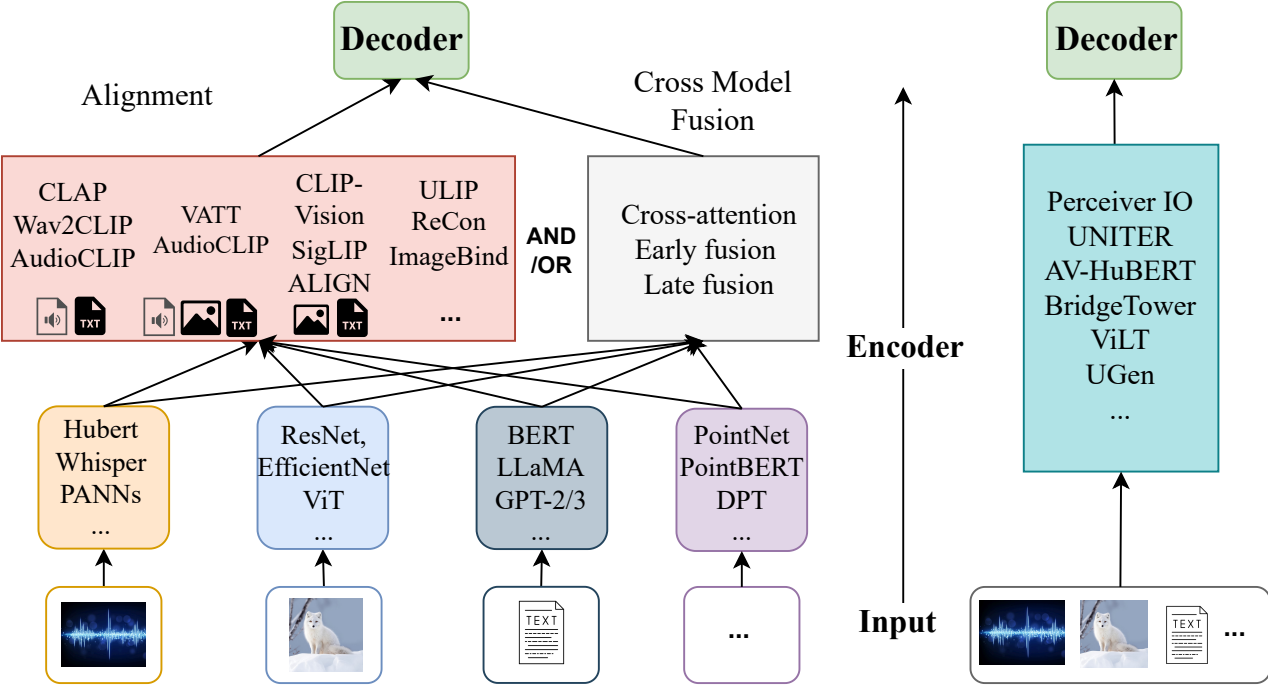 Decoder
Decoder
Alignment
Cross Model
Fusion
CLAP
Wav2CLIP
AudioCLIP
TXT
VATT
AudioCLIP
TXT
CLIP-
Vision
SigLIP
ALIGN
TXT
ULIP
ReCon
ImageBind
...
AND
/OR
Cross-attention
Early fusion
Late fusion
Encoder
Perceiver IO
UNITER
AV-HuBERT
BridgeTower
ViLT
UGen
...
Hubert
Whisper
PANNs
...
ResNet,
EfficientNet
ViT
...
BERT
LLaMA
GPT-2/3
...
PointNet
PointBERT
DPT
...
TEXT
...
Input
TEXT
...